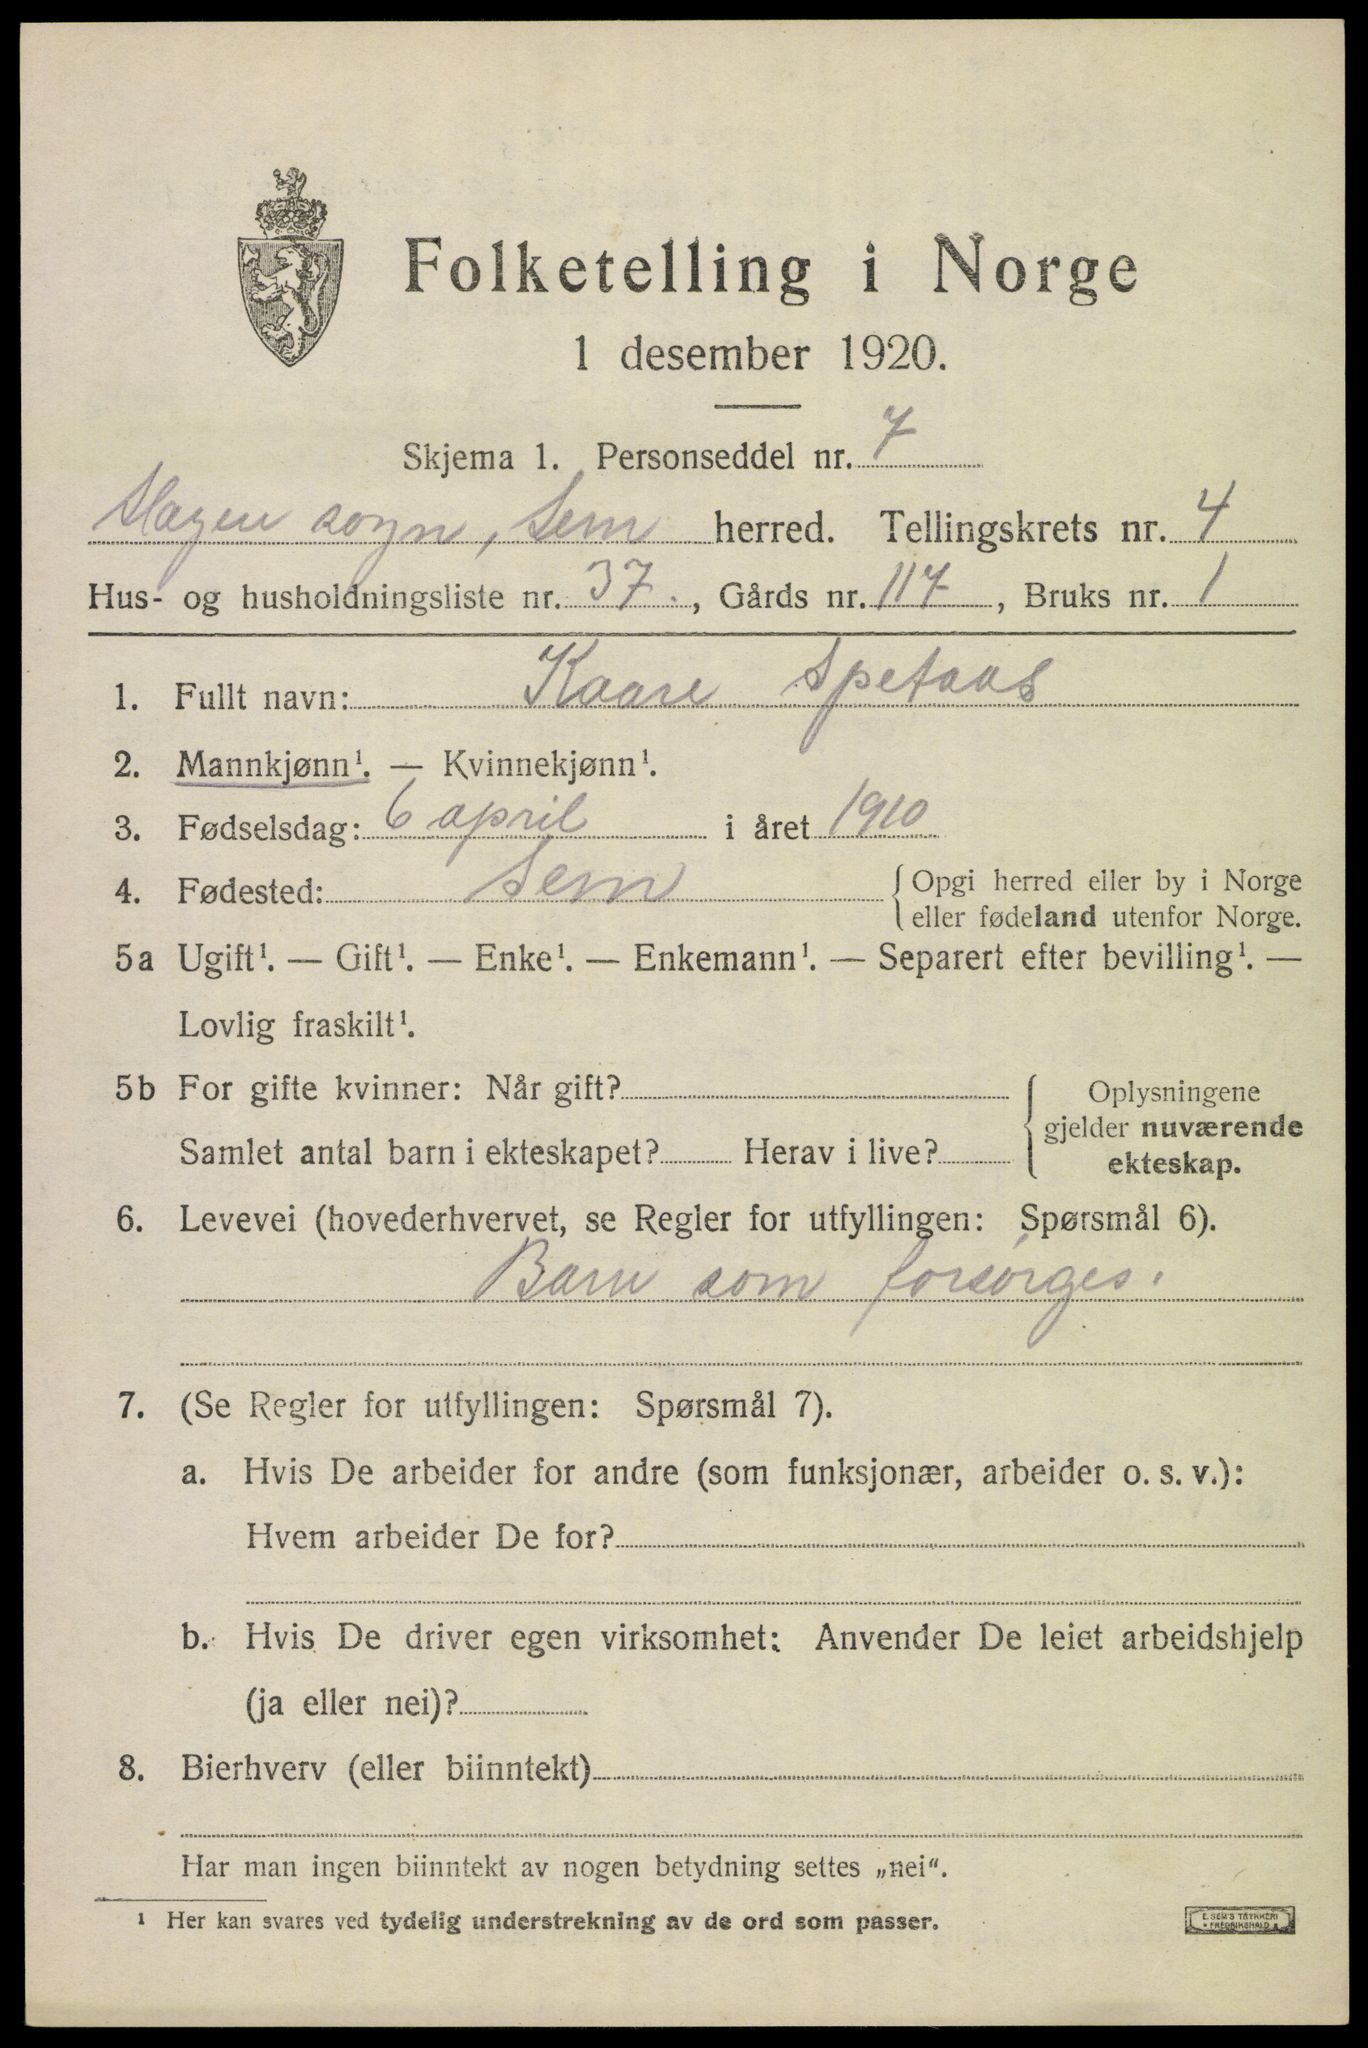 Folketelling i Norge
1 desember 1920.
Skjema 1. Personseddel nr. 7
Slagen sogn, Sem herred. Tellingskrets nr. 4
Hus- og husholdningsliste nr. 37., Gårds nr. 117, Bruks nr. 1
1. Fullt navn: Kaare Spetaas
2. Mannkjønn¹. — Kvinnekjønn¹.
3. Fødselsdag: 6 april i året 1910
4. Fødested: Sem { Opgi herred eller by i Norge
eller fødeland utenfor Norge.
5a Ugift¹. — Gift¹. — Enke¹. — Enkemann¹. — Separert efter bevilling¹. —
Lovlig fraskilt¹.
5b For gifte kvinner: Når gift? { Oplysningene
gjelder nuværende
Samlet antal barn i ekteskapet? Herav i live? ekteskap.
6. Levevei (hovederhvervet, se Regler for utfyllingen: Spørsmål 6).
Barn som forsørges.
7. (Se Regler for utfyllingen: Spørsmål 7).
a. Hvis De arbeider for andre (som funksjonær, arbeider o. s. v.):
Hvem arbeider De for?
b. Hvis De driver egen virksomhet: Anvender De leiet arbeidshjelp
(ja eller nei)?
8. Bierhverv (eller biinntekt)
Har man ingen biinntekt av nogen betydning settes „nei“.
¹ Her kan svares ved tydelig understrekning av de ord som passer.
E. SEM'S TRYKKERI
FREDRIKSHALD